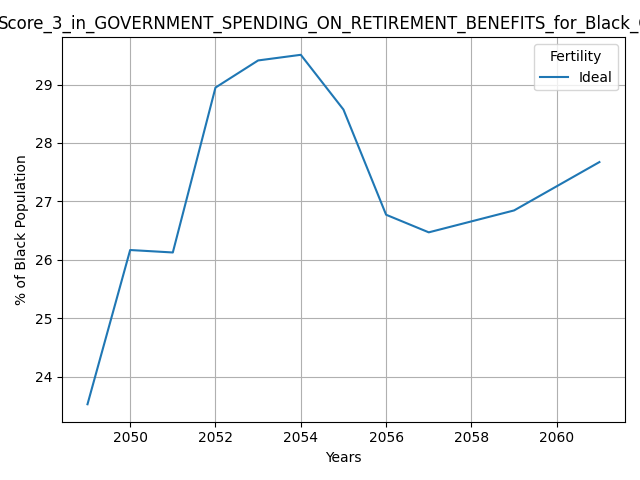 Score_3_in_GOVERNMENT_SPENDING_ON_RETIREMENT_BENEFITS_for_Black_
Fertility
Ideal
29
28
27
26
25
24
% of Black Population
2050 2052 2054 2056 2058 2060
Years